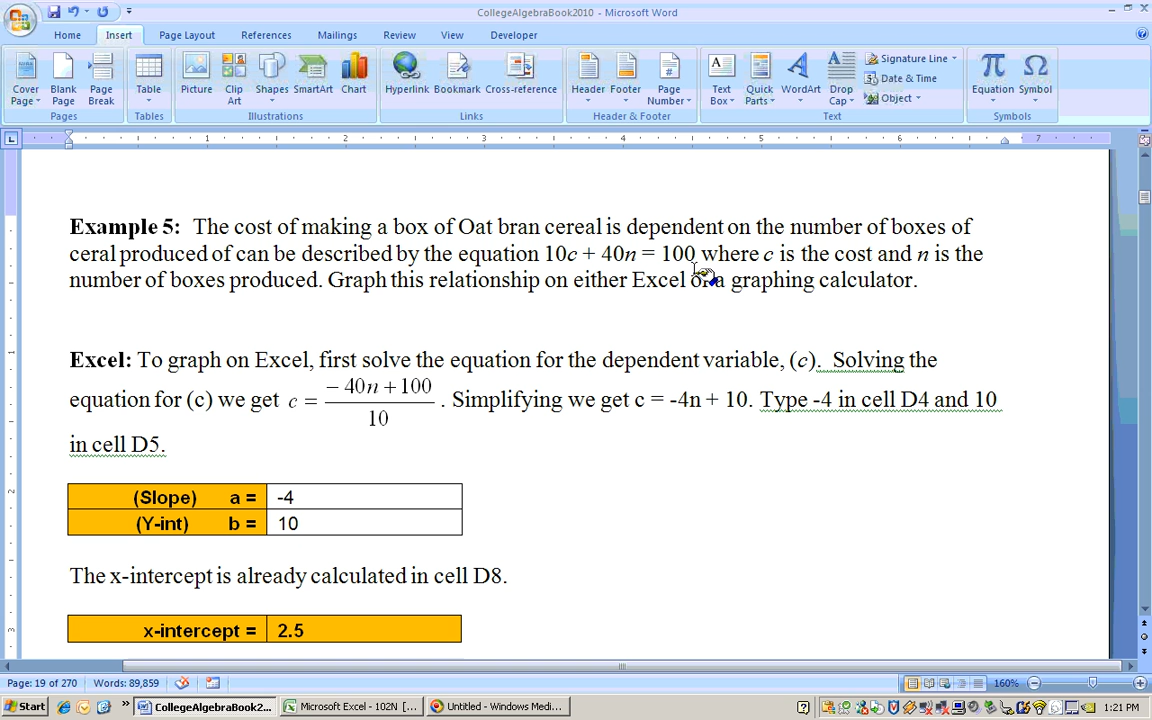 CollegeAlgebraBook2010 - Microsoft Word
Home Insert Page Layout References Mailings Review View Developer
Cover Page Blank Page Page Break Table Picture Clip Art Shapes SmartArt Chart Hyperlink Bookmark Cross-reference Header Footer Page Number Text Box Quick Parts WordArt Drop Cap Signature Line Date & Time Object Equation Symbol
Pages Tables Illustrations Links Header & Footer Text Symbols
1 2 3 4 5 6 7
Example 5: The cost of making a box of Oat bran cereal is dependent on the number of boxes of
ceral produced of can be described by the equation 10c + 40n = 100 where c is the cost and n is the
number of boxes produced. Graph this relationship on either Excel or a graphing calculator.
Excel: To graph on Excel, first solve the equation for the dependent variable, (c). Solving the
equation for (c) we get c = (− 40n + 100) / 10 . Simplifying we get c = -4n + 10. Type -4 in cell D4 and 10
in cell D5.
(Slope) a = -4
(Y-int) b = 10
The x-intercept is already calculated in cell D8.
x-intercept = 2.5
Page: 19 of 270 Words: 89,859 160%
Start CollegeAlgebraBook2... Microsoft Excel - 102N [... Untitled - Windows Medi... 1:21 PM